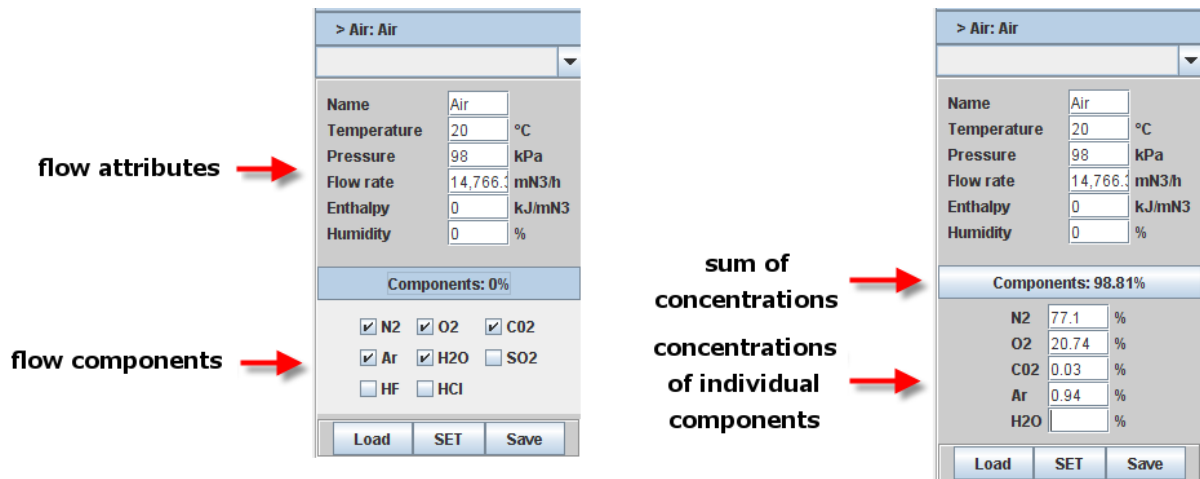 > Air: Air
Name Air
Temperature 20 °C
Pressure 98 kPa
Flow rate 14,766. mN3/h
Enthalpy 0 kJ/mN3
Humidity 0 %
Components: 0%
N2 O2 C02
Ar H2O SO2
HF HCl
Load SET Save
flow attributes
flow components
> Air: Air
Name Air
Temperature 20 °C
Pressure 98 kPa
Flow rate 14,766. mN3/h
Enthalpy 0 kJ/mN3
Humidity 0 %
Components: 98.81%
N2 77.1 %
O2 20.74 %
C02 0.03 %
Ar 0.94 %
H2O %
Load SET Save
sum of
concentrations
concentrations
of individual
components